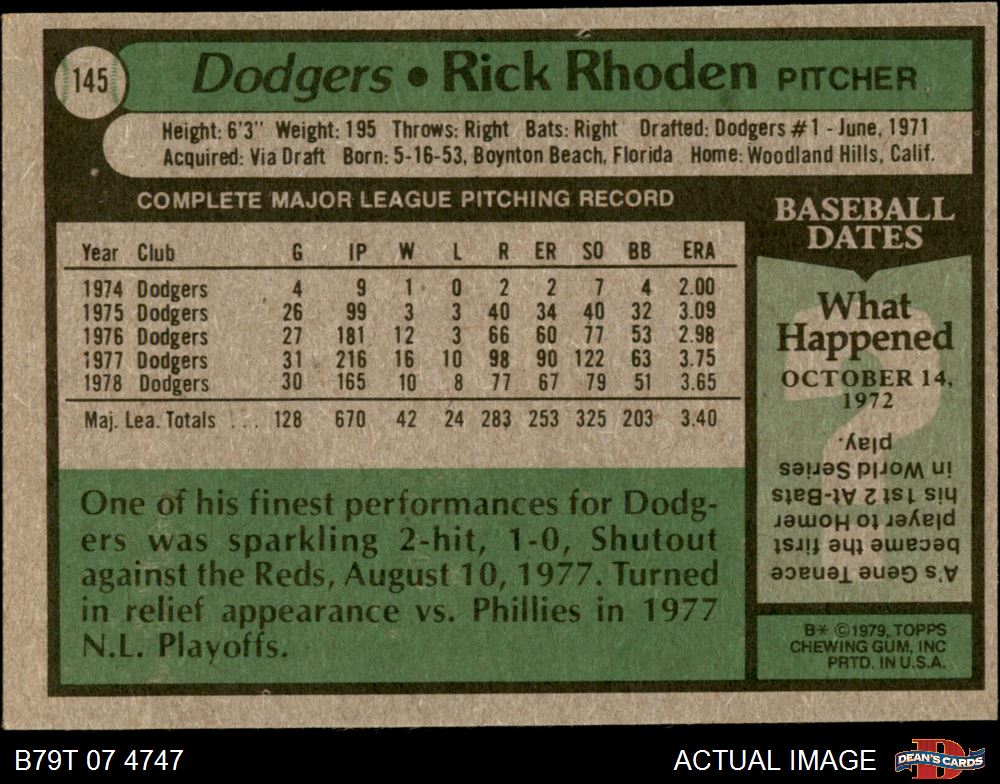 145
Dodgers • Rick Rhoden PITCHER
Height: 6'3" Weight: 195 Throws: Right Bats: Right Drafted: Dodgers #1 - June, 1971
Acquired: Via Draft Born: 5-16-53, Boynton Beach, Florida Home: Woodland Hills, Calif.
COMPLETE MAJOR LEAGUE PITCHING RECORD
Year Club G IP W L R ER SO BB ERA
1974 Dodgers 4 9 1 0 2 2 7 4 2.00
1975 Dodgers 26 99 3 3 40 34 40 32 3.09
1976 Dodgers 27 181 12 3 66 60 77 53 2.98
1977 Dodgers 31 216 16 10 98 90 122 63 3.75
1978 Dodgers 30 165 10 8 77 67 79 51 3.65
Maj. Lea. Totals ... 128 670 42 24 283 253 325 203 3.40
One of his finest performances for Dodg-
ers was sparkling 2-hit, 1-0, Shutout
against the Reds, August 10, 1977. Turned
in relief appearance vs. Phillies in 1977
N.L. Playoffs.
BASEBALL
DATES
What
Happened
OCTOBER 14,
1972
A's Gene Tenace
became the first
player to Homer
his 1st 2 At-Bats
in World Series
play.
B* ©1979, TOPPS
CHEWING GUM, INC
PRTD. IN U.S.A.
B79T 07 4747
ACTUAL IMAGE
DEAN'S CARDS